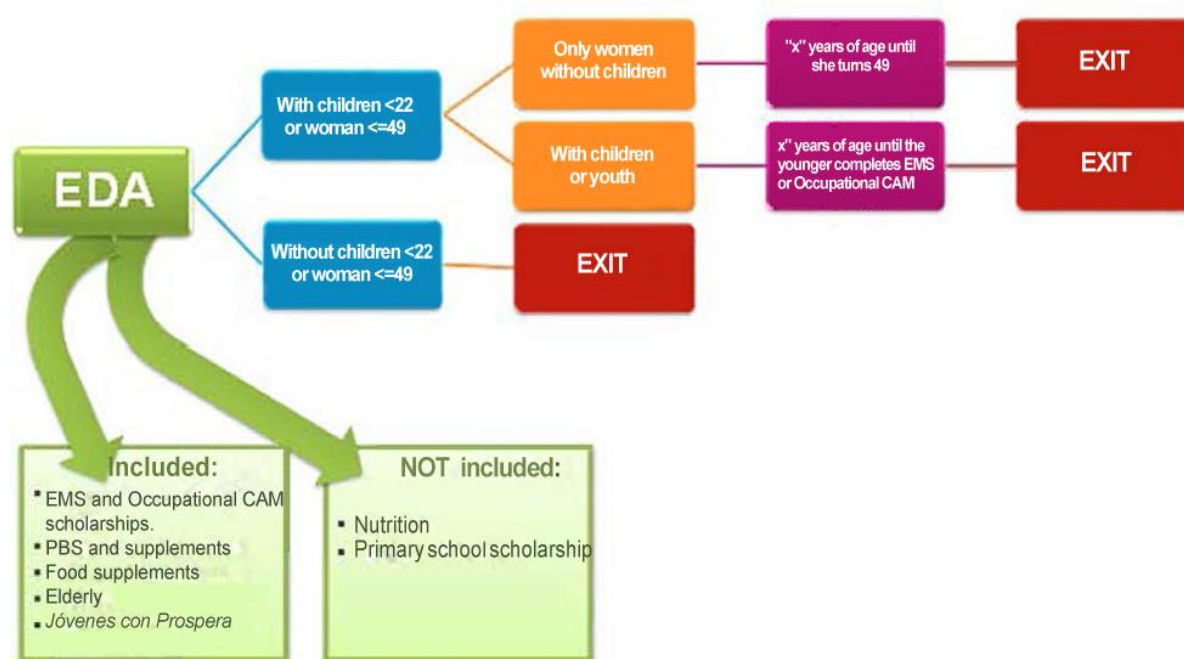 EDA
With children <22
or woman <=49
Only women
without children
"x" years of age until
she turns 49
EXIT
With children
or youth
x" years of age until the
younger completes EMS
or Occupational CAM
EXIT
Without children <22
or woman <=49
EXIT
Included:
▪ EMS and Occupational CAM
scholarships.
▪ PBS and supplements
▪ Food supplements
▪ Elderly
▪ Jóvenes con Prospera
NOT included:
▪ Nutrition
▪ Primary school scholarship